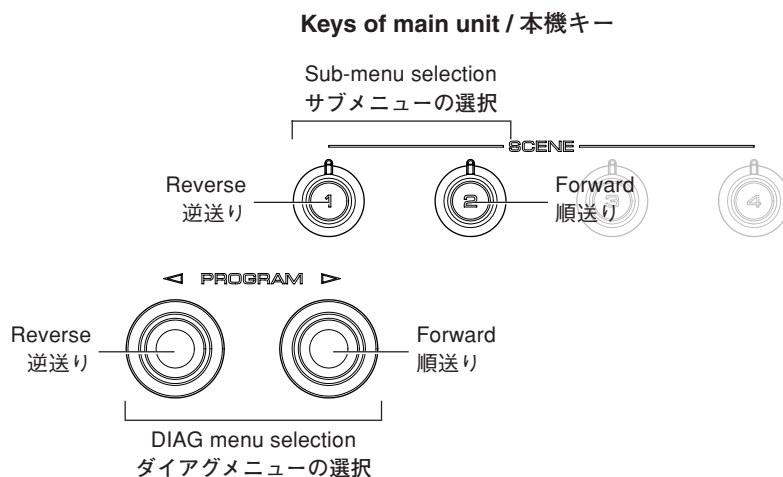 Keys of main unit / 本機キー
Sub-menu selection
サブメニューの選択
SCENE
Reverse
逆送り
1
2
Forward
順送り
3
4
◁ PROGRAM ▷
Reverse
逆送り
Forward
順送り
DIAG menu selection
ダイアグメニューの選択